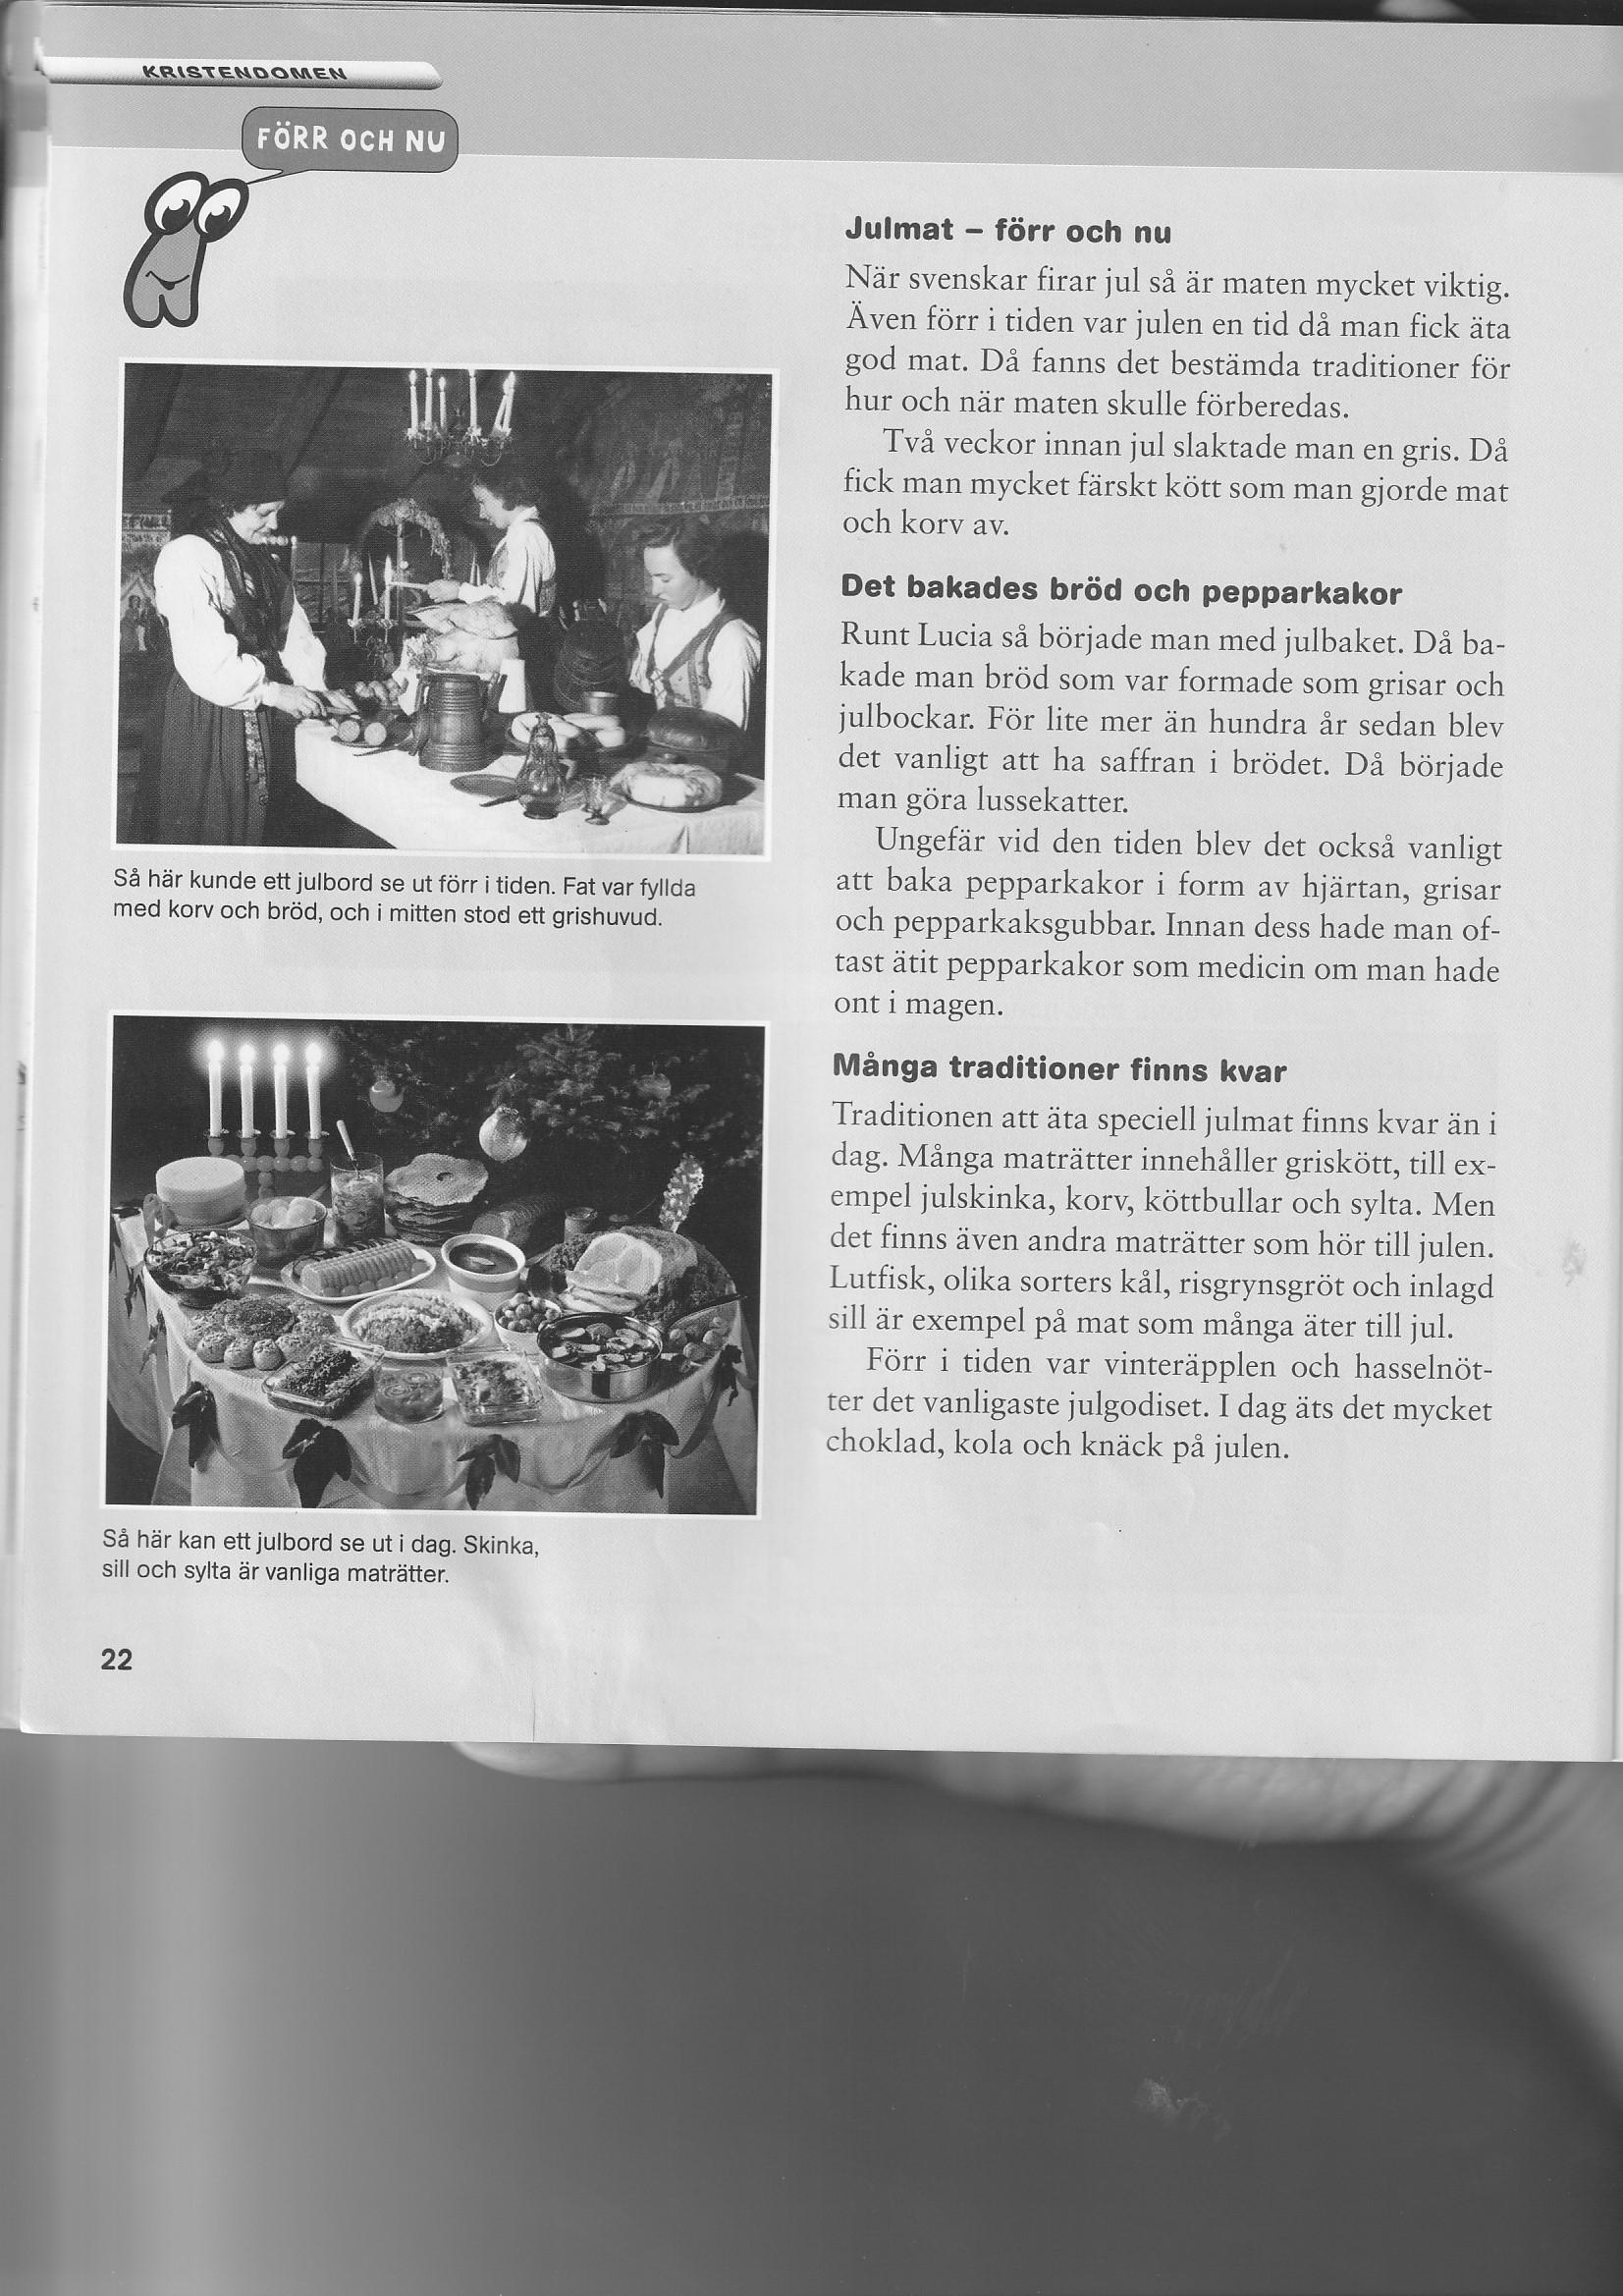 KRISTENDOMEN
FÖRR OCH NU
Så här kunde ett julbord se ut förr i tiden. Fat var fyllda
med korv och bröd, och i mitten stod ett grishuvud.
Så här kan ett julbord se ut i dag. Skinka,
sill och sylta är vanliga maträtter.
22
Julmat – förr och nu
När svenskar firar jul så är maten mycket viktig.
Även förr i tiden var julen en tid då man fick äta
god mat. Då fanns det bestämda traditioner för
hur och när maten skulle förberedas.
Två veckor innan jul slaktade man en gris. Då
fick man mycket färskt kött som man gjorde mat
och korv av.
Det bakades bröd och pepparkakor
Runt Lucia så började man med julbaket. Då ba-
kade man bröd som var formade som grisar och
julbockar. För lite mer än hundra år sedan blev
det vanligt att ha saffran i brödet. Då började
man göra lussekatter.
Ungefär vid den tiden blev det också vanligt
att baka pepparkakor i form av hjärtan, grisar
och pepparkaksgubbar. Innan dess hade man of-
tast ätit pepparkakor som medicin om man hade
ont i magen.
Många traditioner finns kvar
Traditionen att äta speciell julmat finns kvar än i
dag. Många maträtter innehåller griskött, till ex-
empel julskinka, korv, köttbullar och sylta. Men
det finns även andra maträtter som hör till julen.
Lutfisk, olika sorters kål, risgrynsgröt och inlagd
sill är exempel på mat som många äter till jul.
Förr i tiden var vinteräpplen och hasselnöt-
ter det vanligaste julgodiset. I dag äts det mycket
choklad, kola och knäck på julen.